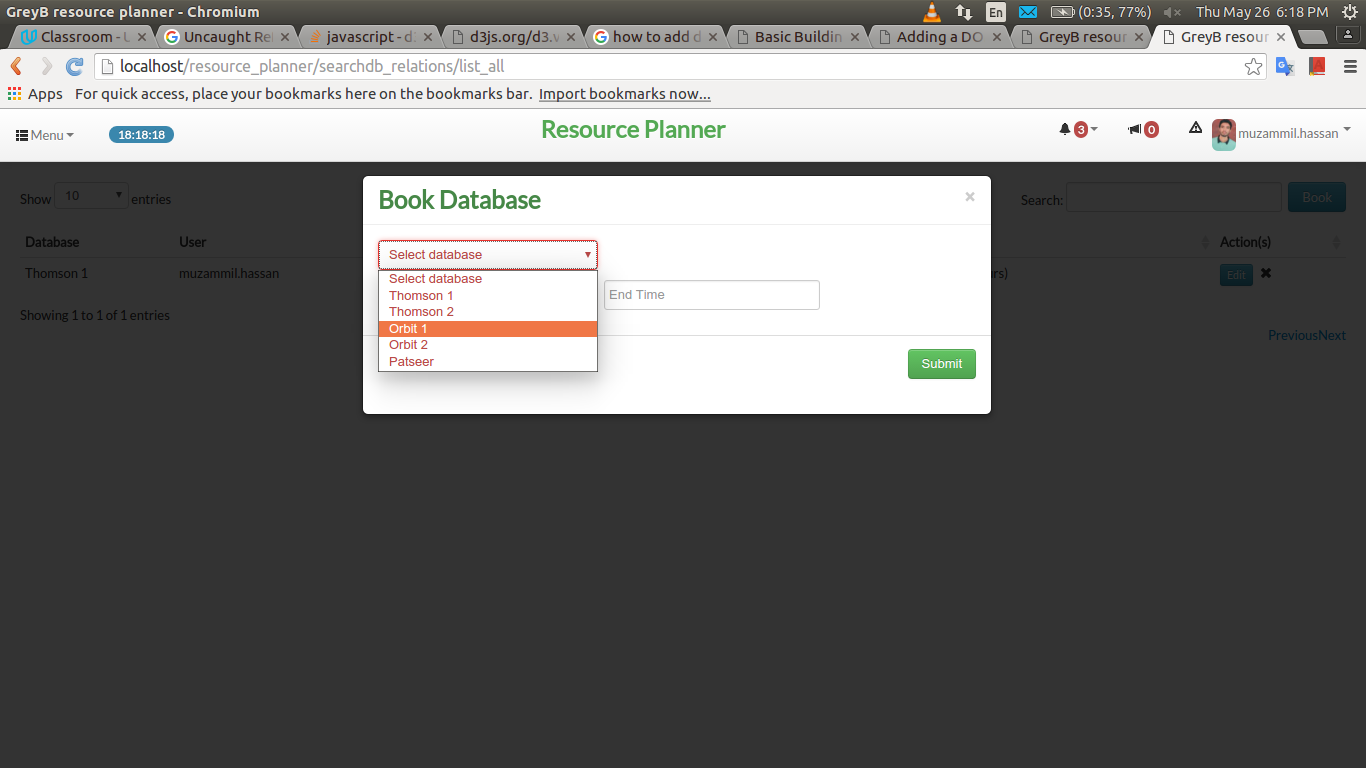 GreyB resource planner - Chromium
En
(0:35, 77%)
Thu May 26 6:18 PM
Classroom - U
Uncaught Re
javascript - d
d3js.org/d3.v
how to add d
Basic Buildin
Adding a DO
GreyB resour
GreyB resour
localhost/resource_planner/searchdb_relations/list_all
Apps
For quick access, place your bookmarks here on the bookmarks bar. Import bookmarks now...
Menu
18:18:18
Resource Planner
3
0
muzammil.hassan
Show 10 entries
Search:
Book
Book Database
×
Database
User
Action(s)
Select database
Thomson 1
muzammil.hassan
rs)
Edit
Select database
Thomson 1
Thomson 2
Orbit 1
Orbit 2
Patseer
End Time
Showing 1 to 1 of 1 entries
PreviousNext
Submit